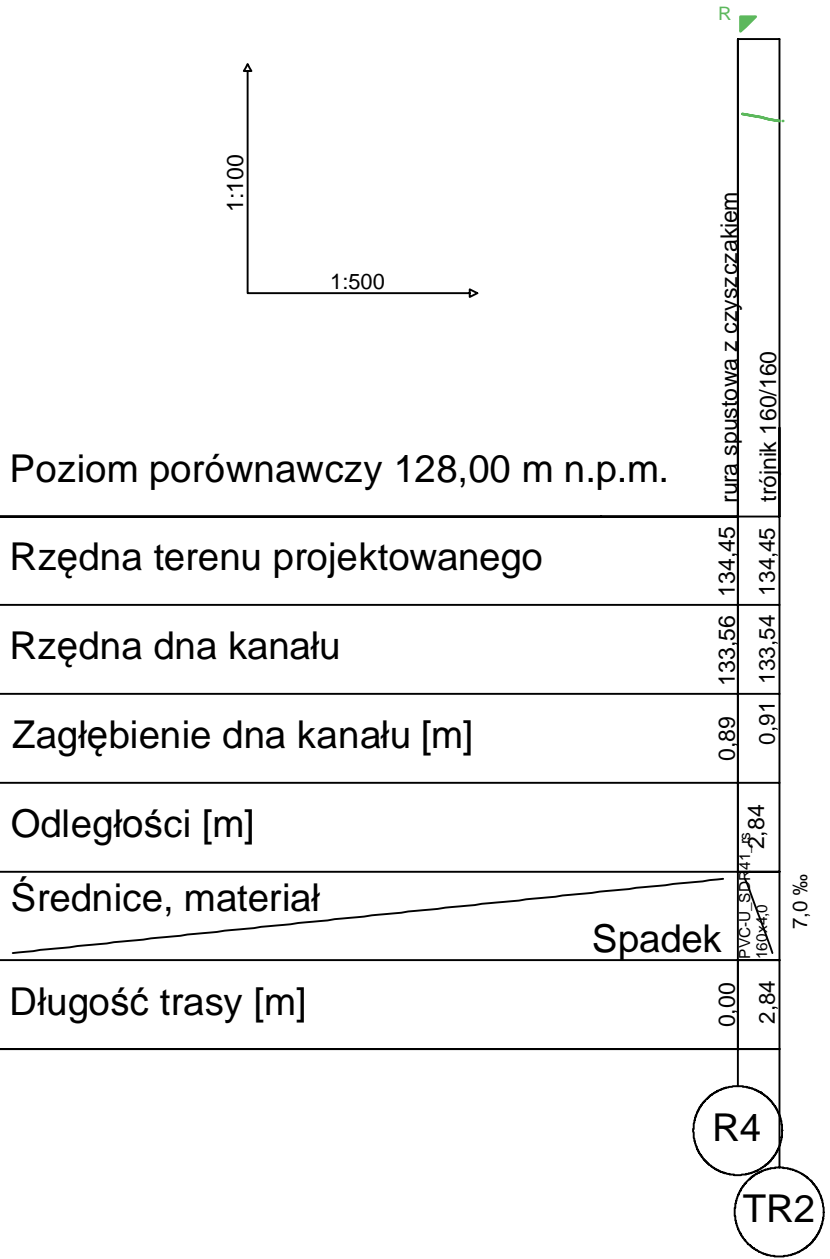 R
1:100
1:500
rura spustowa z czyszczakiem
trójnik 160/160
Poziom porównawczy 128,00 m n.p.m.
Rzędna terenu projektowanego
134,45
134,45
Rzędna dna kanału
133,56
133,54
Zagłębienie dna kanału [m]
0,89
0,91
Odległości [m]
2,84
Średnice, materiał
Spadek
PVC-U_SDR41_rs
160x4,0
7,0 ‰
Długość trasy [m]
0,00
2,84
R4
TR2